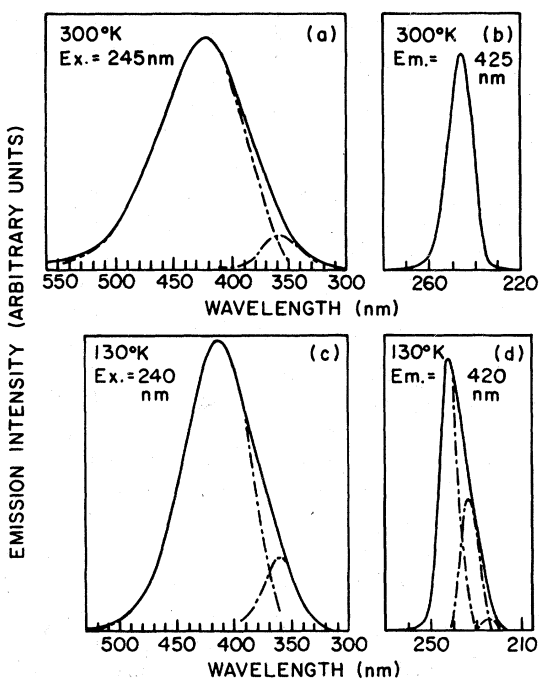 EMISSION INTENSITY (ARBITRARY UNITS)
300°K (a)
Ex.= 245nm
550 500 450 400 350 300
WAVELENGTH (nm)
300°K (b)
Em.= 425
nm
260 220
130°K (c)
Ex.=240
nm
500 450 400 350 300
WAVELENGTH (nm)
130°K (d)
Em.= 420
nm
250 210